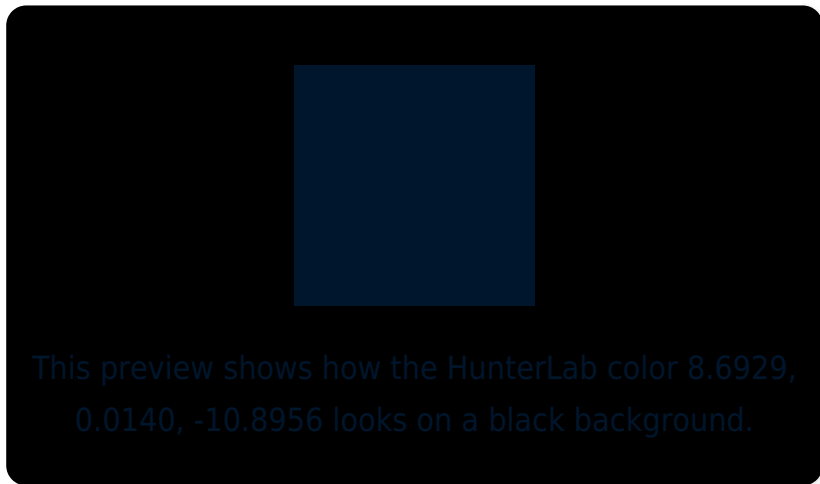 This preview shows how the HunterLab color 8.6929,
0.0140, -10.8956 looks on a black background.